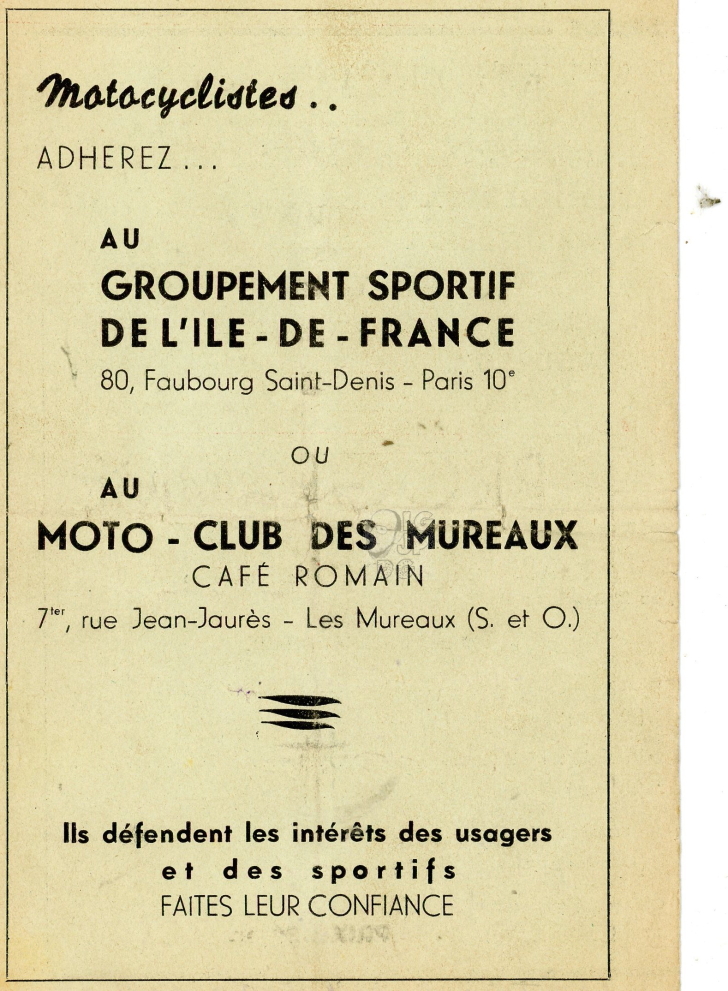 Motocyclistes..
ADHEREZ...
AU
GROUPEMENT SPORTIF
DE L'ILE-DE-FRANCE
80, Faubourg Saint-Denis - Paris 10e
OU
AU
MOTO-CLUB DES MUREAUX
CAFÉ ROMAIN
7ter, rue Jean-Jaurès - Les Mureaux (S. et O.)
Ils défendent les intérêts des usagers
et des sportifs
FAITES LEUR CONFIANCE